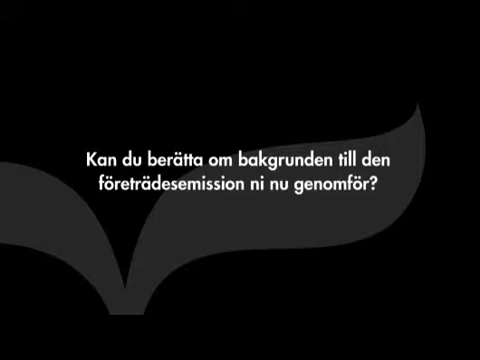 Kan du berätta om bakgrunden till den
företrädesemission ni nu genomför?